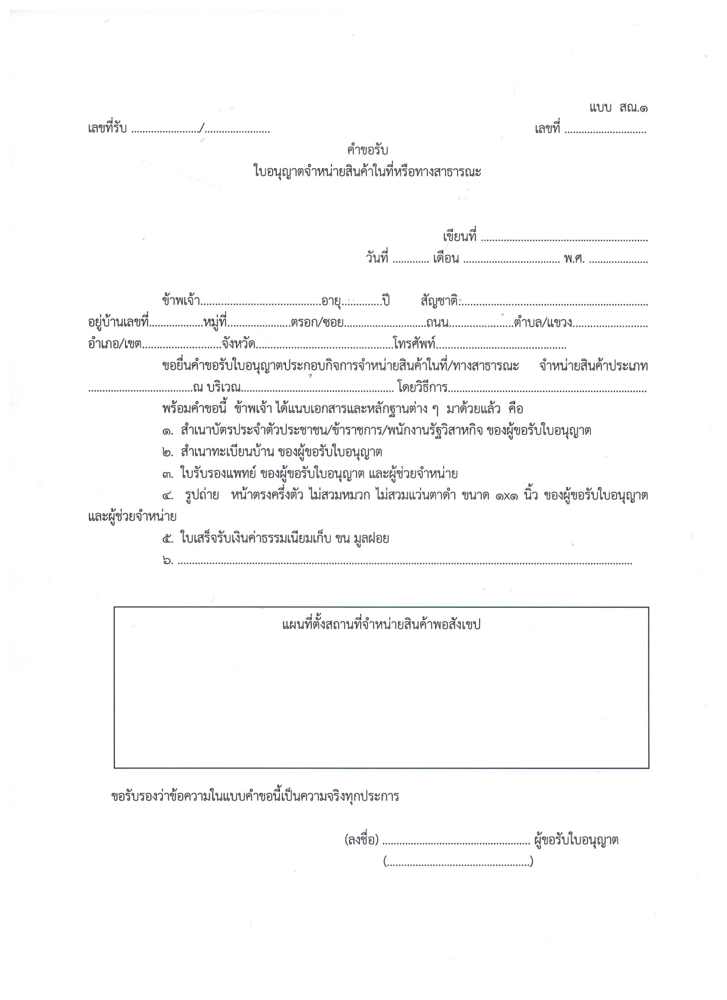 แบบ สณ.๑
เลขที่รับ ......................../....................... เลขที่ .............................
คำขอรับ
ใบอนุญาตจำหน่ายสินค้าในที่หรือทางสาธารณะ
เขียนที่ ...........................................................
วันที่ ............. เดือน .................................. พ.ศ. .....................
ข้าพเจ้า..........................................อายุ..............ปี สัญชาติ..................................................................
อยู่บ้านเลขที่...................หมู่ที่......................ตรอก/ซอย.............................ถนน.......................ตำบล/แขวง...........................
อำเภอ/เขต............................จังหวัด................................................โทรศัพท์..............................................
ขอยื่นคำขอรับใบอนุญาตประกอบกิจการจำหน่ายสินค้าในที่/ทางสาธารณะ จำหน่ายสินค้าประเภท
.....................................ณ บริเวณ...................................................... โดยวิธีการ......................................................................
พร้อมคำขอนี้ ข้าพเจ้า ได้แนบเอกสารและหลักฐานต่าง ๆ มาด้วยแล้ว คือ
๑. สำเนาบัตรประจำตัวประชาชน/ข้าราชการ/พนักงานรัฐวิสาหกิจ ของผู้ขอรับใบอนุญาต
๒. สำเนาทะเบียนบ้าน ของผู้ขอรับใบอนุญาต
๓. ใบรับรองแพทย์ ของผู้ขอรับใบอนุญาต และผู้ช่วยจำหน่าย
๔. รูปถ่าย หน้าตรงครึ่งตัว ไม่สวมหมวก ไม่สวมแว่นตาดำ ขนาด ๑x๑ นิ้ว ของผู้ขอรับใบอนุญาต
และผู้ช่วยจำหน่าย
๕. ใบเสร็จรับเงินค่าธรรมเนียมเก็บ ขน มูลฝอย
๖. ................................................................................................................................................................
แผนที่ตั้งสถานที่จำหน่ายสินค้าพอสังเขป
ขอรับรองว่าข้อความในแบบคำขอนี้เป็นความจริงทุกประการ
(ลงชื่อ) .................................................... ผู้ขอรับใบอนุญาต
(..................................................)